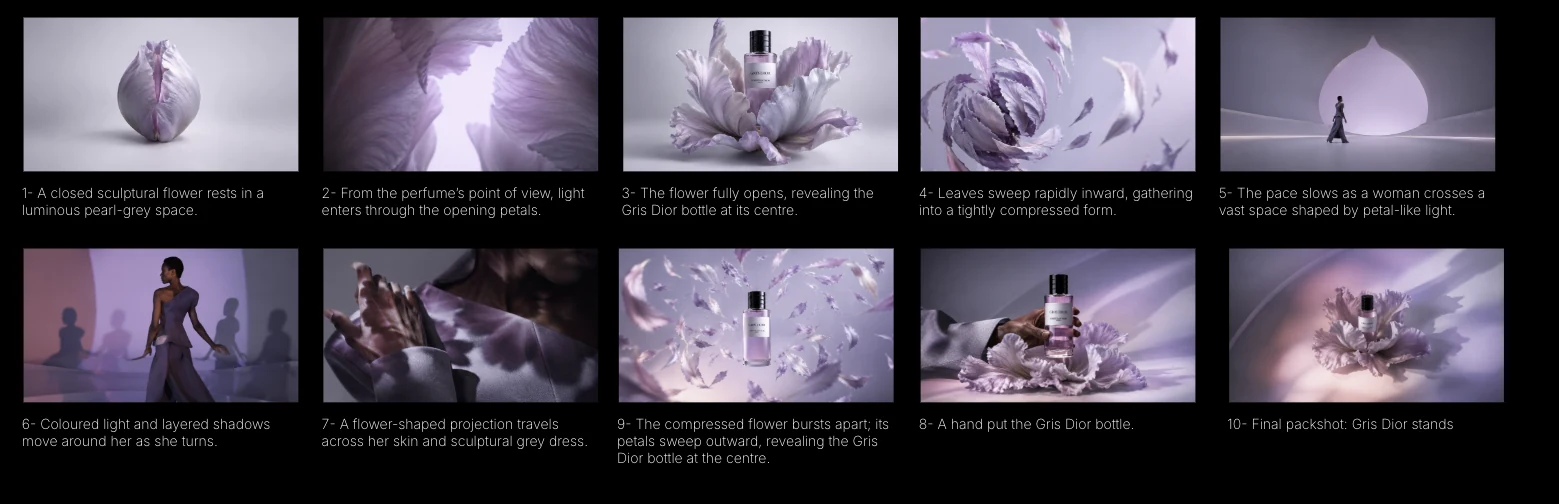 1- A closed sculptural flower rests in a
luminous pearl-grey space.
2- From the perfume's point of view, light
enters through the opening petals.
3- The flower fully opens, revealing the
Gris Dior bottle at its centre.
4- Leaves sweep rapidly inward, gathering
into a tightly compressed form.
5- The pace slows as a woman crosses a
vast space shaped by petal-like light.
6- Coloured light and layered shadows
move around her as she turns.
7- A flower-shaped projection travels
across her skin and sculptural grey dress.
9- The compressed flower bursts apart; its
petals sweep outward, revealing the Gris
Dior bottle at the centre.
8- A hand put the Gris Dior bottle.
10- Final packshot: Gris Dior stands